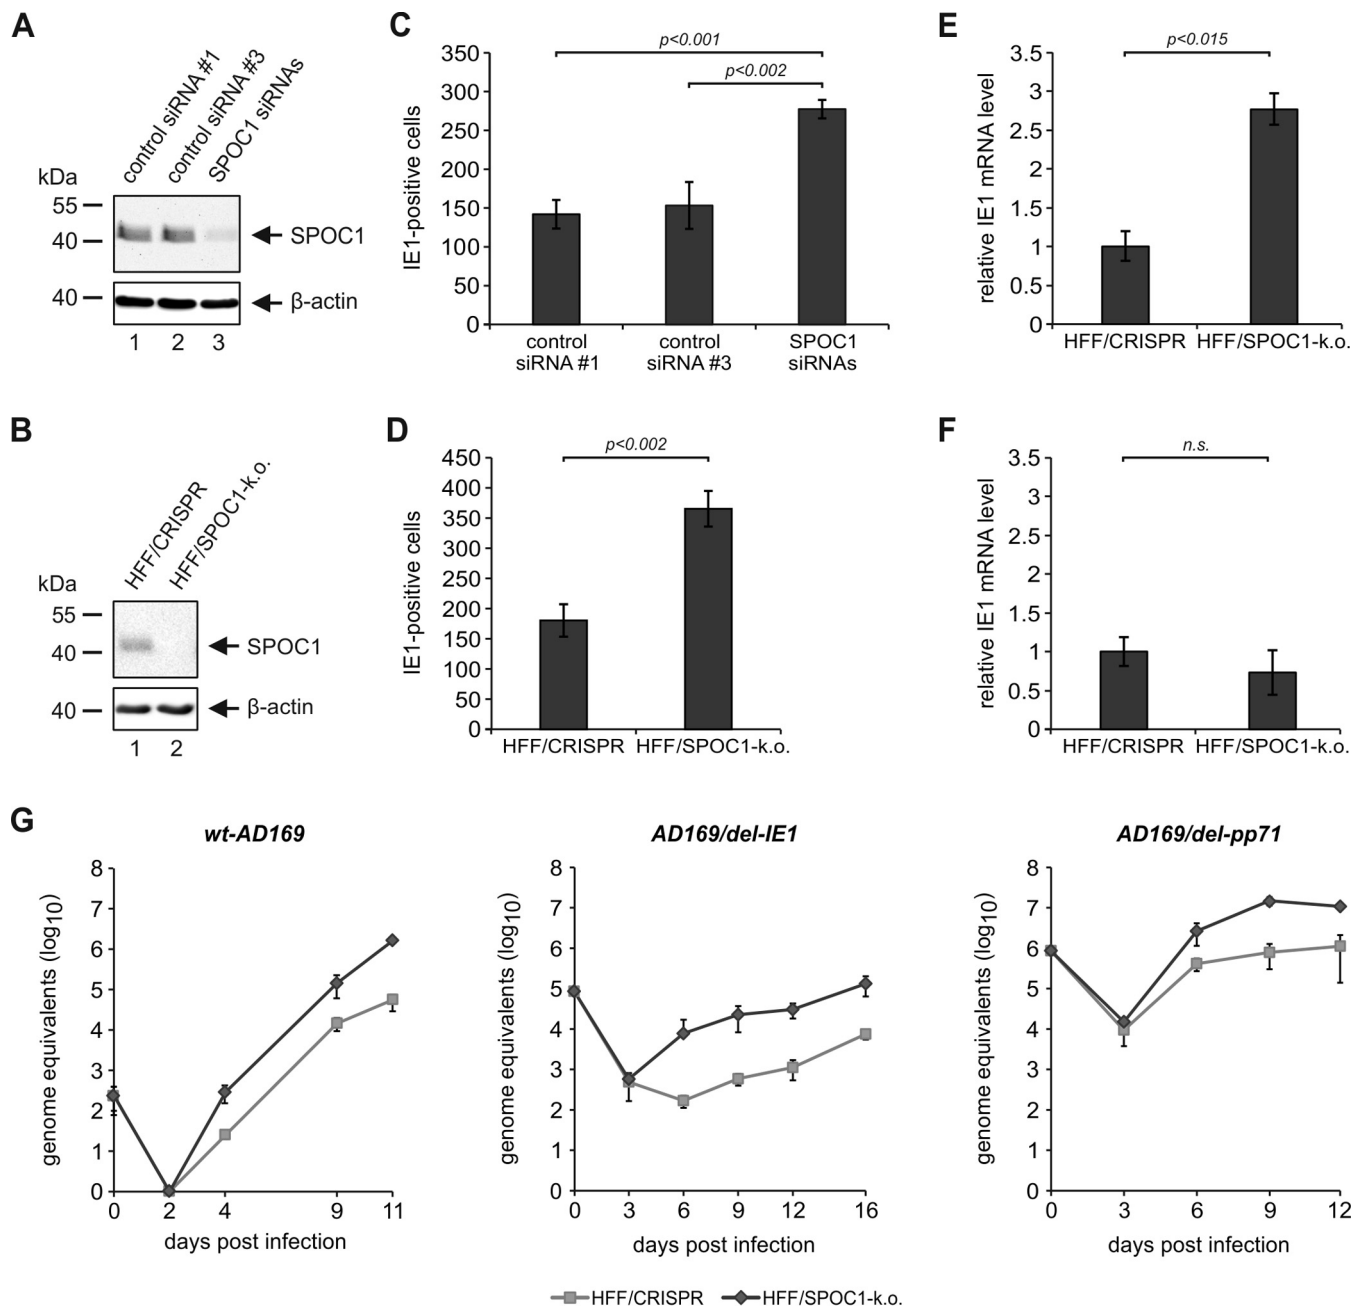 A
control siRNA #1
control siRNA #3
SPOC1 siRNAs
kDa
55
40
SPOC1
40
β-actin
1 2 3
B
HFF/CRISPR
HFF/SPOC1-k.o.
kDa
55
40
SPOC1
40
β-actin
1 2
C
IE1-positive cells
350
300
250
200
150
100
50
0
p<0.001
p<0.002
control
siRNA #1
control
siRNA #3
SPOC1
siRNAs
D
IE1-positive cells
450
400
350
300
250
200
150
100
50
0
p<0.002
HFF/CRISPR HFF/SPOC1-k.o.
E
relative IE1 mRNA level
3.5
3
2.5
2
1.5
1
0.5
0
p<0.015
HFF/CRISPR HFF/SPOC1-k.o.
F
relative IE1 mRNA level
3.5
3
2.5
2
1.5
1
0.5
0
n.s.
HFF/CRISPR HFF/SPOC1-k.o.
G
wt-AD169
genome equivalents (log10)
8
7
6
5
4
3
2
1
0
0 2 4 9 11
days post infection
AD169/del-IE1
genome equivalents (log10)
8
7
6
5
4
3
2
1
0
0 3 6 9 12 16
days post infection
AD169/del-pp71
genome equivalents (log10)
8
7
6
5
4
3
2
1
0
0 3 6 9 12
days post infection
HFF/CRISPR HFF/SPOC1-k.o.